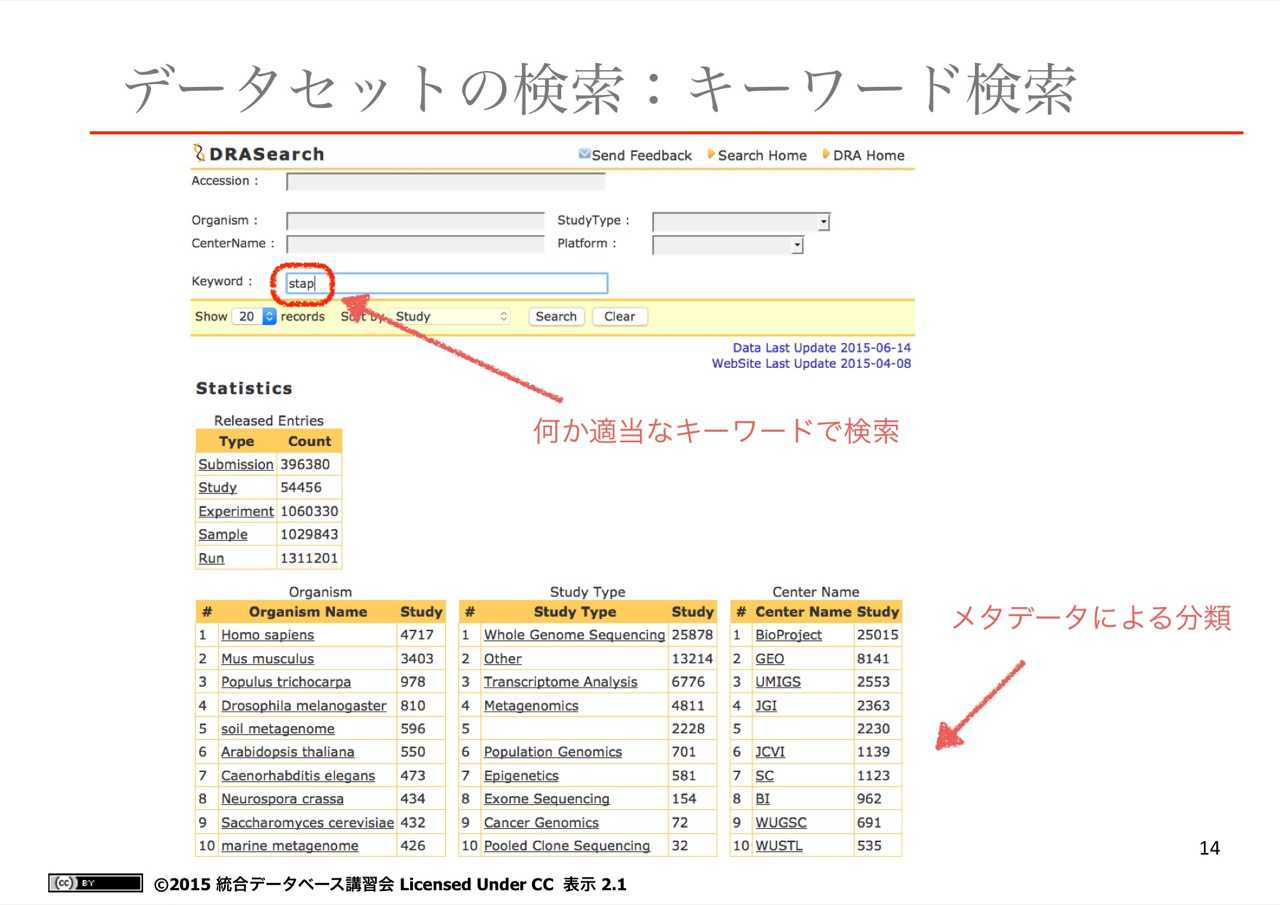 データセットの検索：キーワード検索
DRASearch
Send Feedback Search Home DRA Home
Accession :
Organism : StudyType :
CenterName : Platform :
Keyword : stap
Show 20 records Sort by Study Search Clear
Data Last Update 2015-06-14
WebSite Last Update 2015-04-08
Statistics
何か適当なキーワードで検索
Released Entries
Type Count
Submission 396380
Study 54456
Experiment 1060330
Sample 1029843
Run 1311201
メタデータによる分類
Organism
# Organism Name Study
1 Homo sapiens 4717
2 Mus musculus 3403
3 Populus trichocarpa 978
4 Drosophila melanogaster 810
5 soil metagenome 596
6 Arabidopsis thaliana 550
7 Caenorhabditis elegans 473
8 Neurospora crassa 434
9 Saccharomyces cerevisiae 432
10 marine metagenome 426
Study Type
# Study Type Study
1 Whole Genome Sequencing 25878
2 Other 13214
3 Transcriptome Analysis 6776
4 Metagenomics 4811
5 2228
6 Population Genomics 701
7 Epigenetics 581
8 Exome Sequencing 154
9 Cancer Genomics 72
10 Pooled Clone Sequencing 32
Center Name
# Center Name Study
1 BioProject 25015
2 GEO 8141
3 UMIGS 2553
4 JGI 2363
5 2230
6 JCVI 1139
7 SC 1123
8 BI 962
9 WUGSC 691
10 WUSTL 535
14
cc BY ©2015 統合データベース講習会 Licensed Under CC 表示 2.1